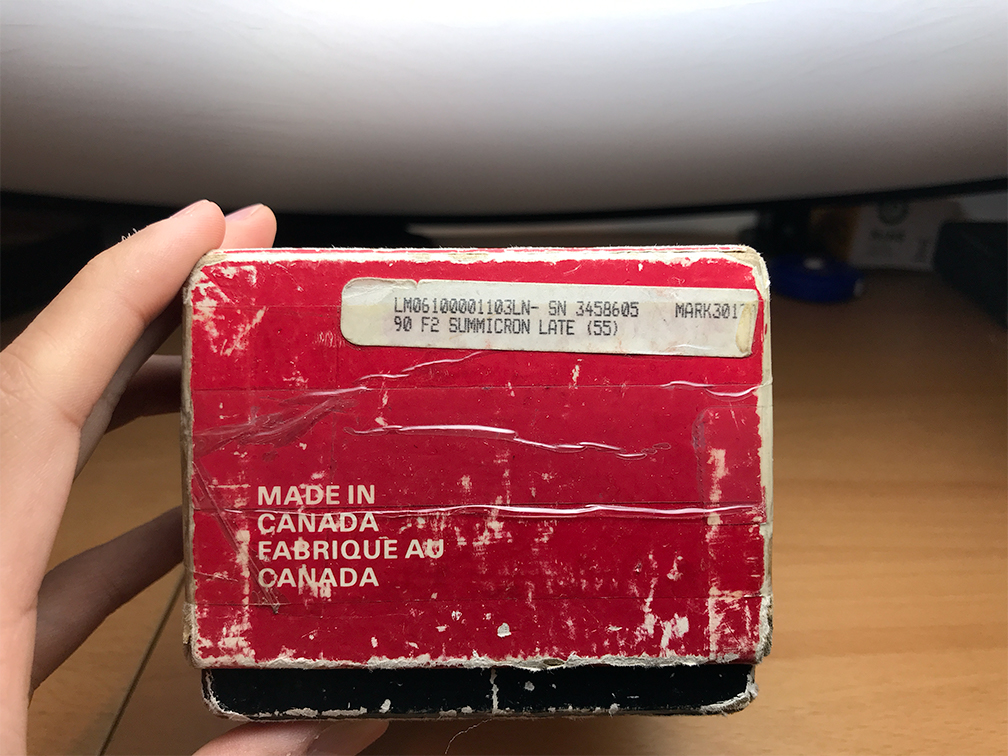 LM06100001103LN- SN 3458605 MARK3017
90 F2 SUMMICRON LATE (55)
MADE IN
CANADA
FABRIQUE AU
CANADA